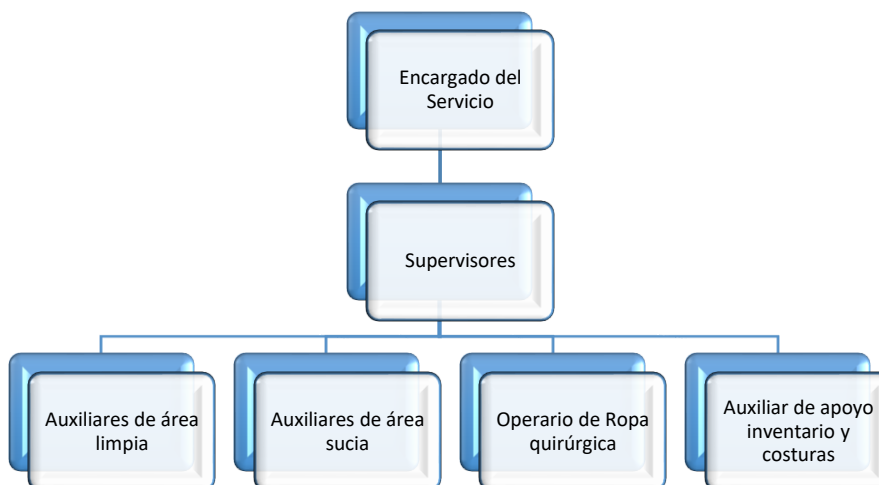 Encargado del
Servicio
Supervisores
Auxiliares de área
limpia
Auxiliares de área
sucia
Operario de Ropa
quirúrgica
Auxiliar de apoyo
inventario y
costuras